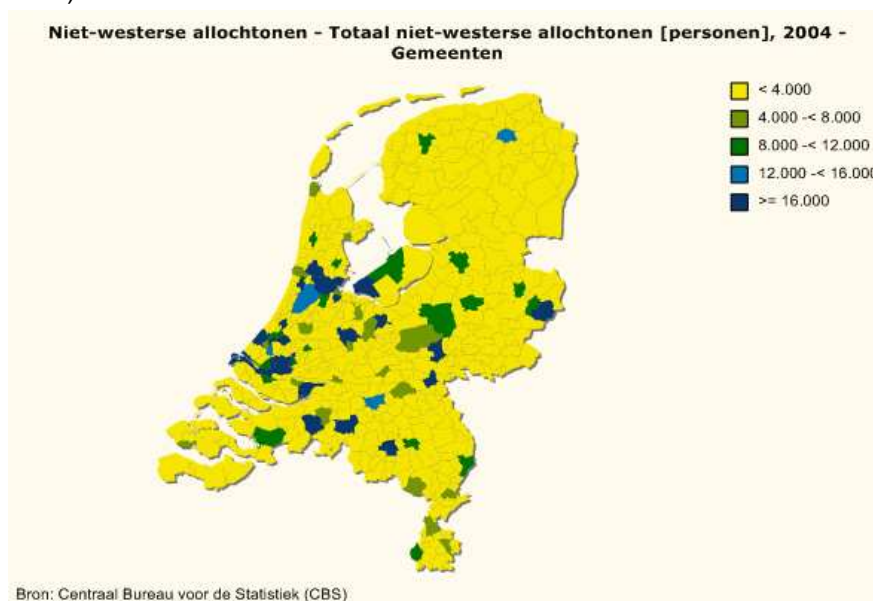 Niet-westerse allochtonen - Totaal niet-westerse allochtonen [personen], 2004 -
Gemeenten
< 4.000
4.000 -< 8.000
8.000 -< 12.000
12.000 -< 16.000
>= 16.000
Bron: Centraal Bureau voor de Statistiek (CBS)